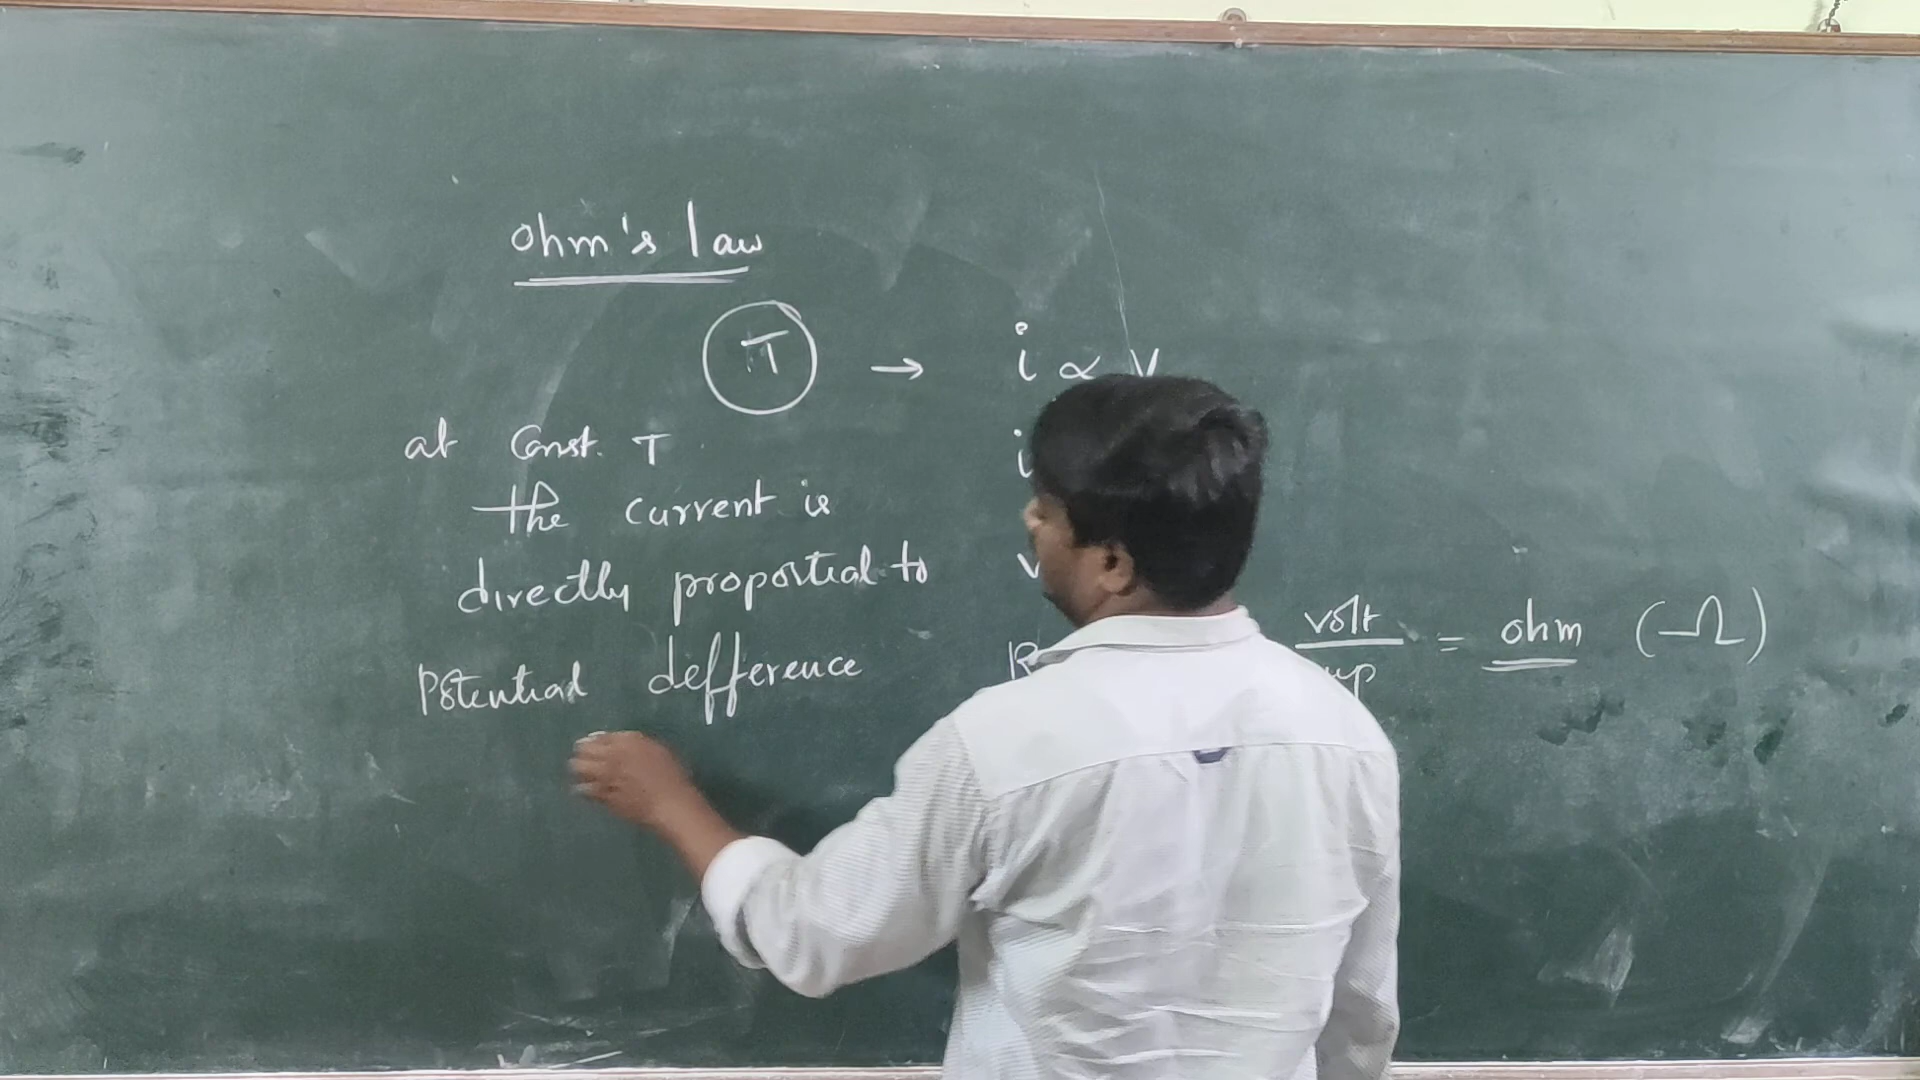 ohm's law
T → i ∝ V
at Const. T
i
the current is
directly proportial to
V
volt = ohm (Ω)
Potential defference
R